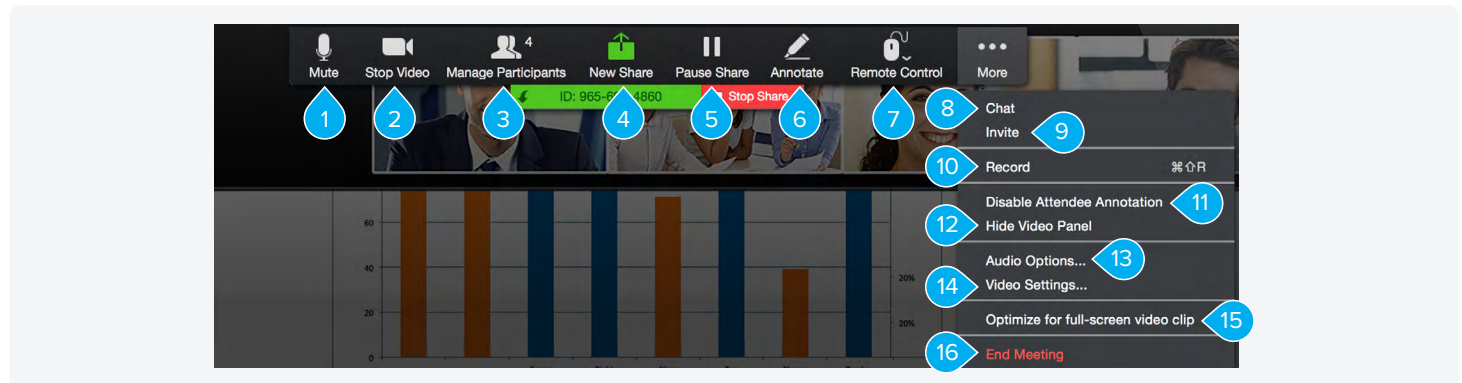 4
Mute Stop Video Manage Participants New Share Pause Share Annotate Remote Control More
ID: 965- 4860 Stop Share
1 2 3 4 5 6 7
8 Chat
Invite 9
10 Record ⌘⇧R
Disable Attendee Annotation 11
12 Hide Video Panel
Audio Options... 13
14 Video Settings...
Optimize for full-screen video clip 15
16 End Meeting
60
40
20%
20
20%
0